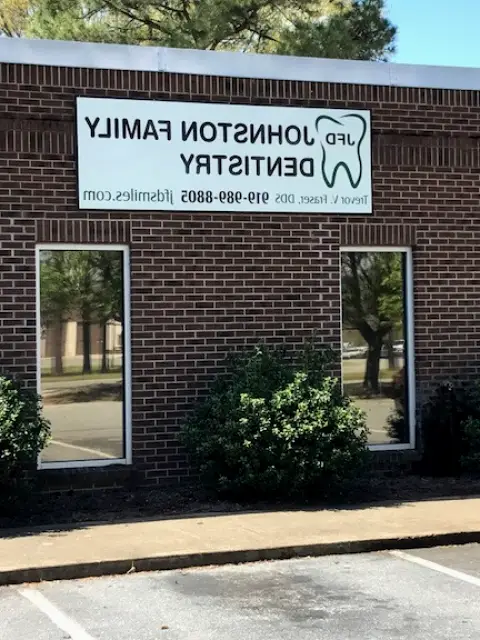 JFD
JOHNSTON FAMILY
DENTISTRY
Trevor V. Fraser, DDS 919-989-8805 jfdsmiles.com